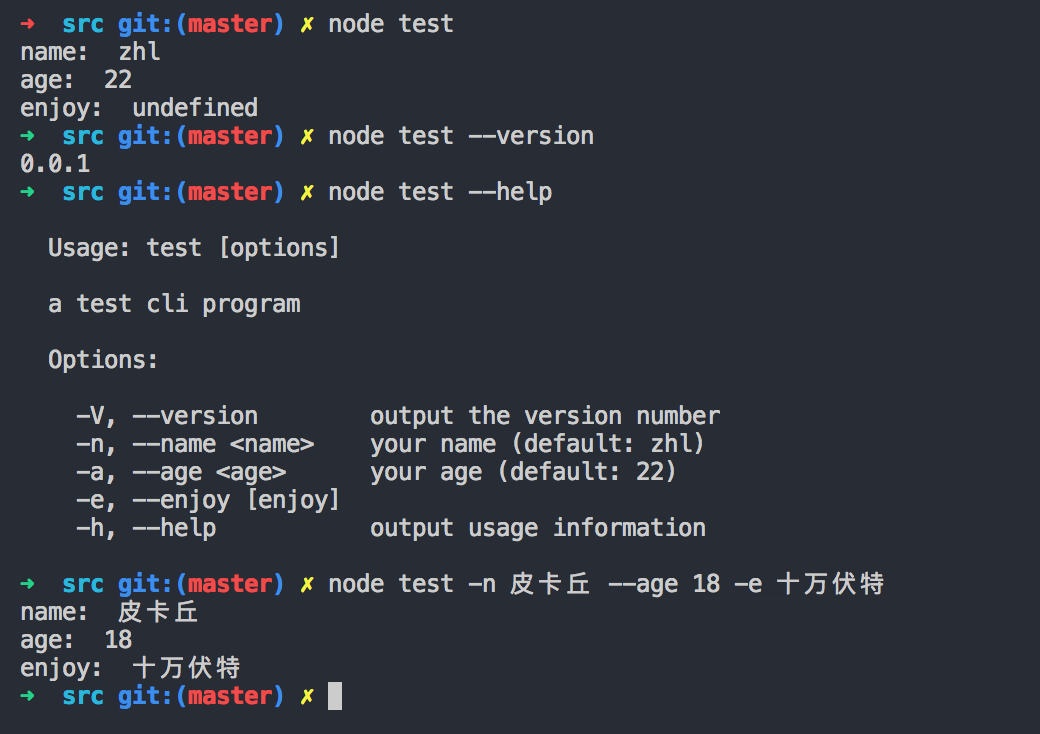 ➜  src git:(master) ✗ node test
name:  zhl
age:  22
enjoy:  undefined
➜  src git:(master) ✗ node test --version
0.0.1
➜  src git:(master) ✗ node test --help

  Usage: test [options]

  a test cli program

  Options:

    -V, --version        output the version number
    -n, --name <name>    your name (default: zhl)
    -a, --age <age>      your age (default: 22)
    -e, --enjoy [enjoy]
    -h, --help           output usage information

➜  src git:(master) ✗ node test -n 皮卡丘 --age 18 -e 十万伏特
name:  皮卡丘
age:  18
enjoy:  十万伏特
➜  src git:(master) ✗